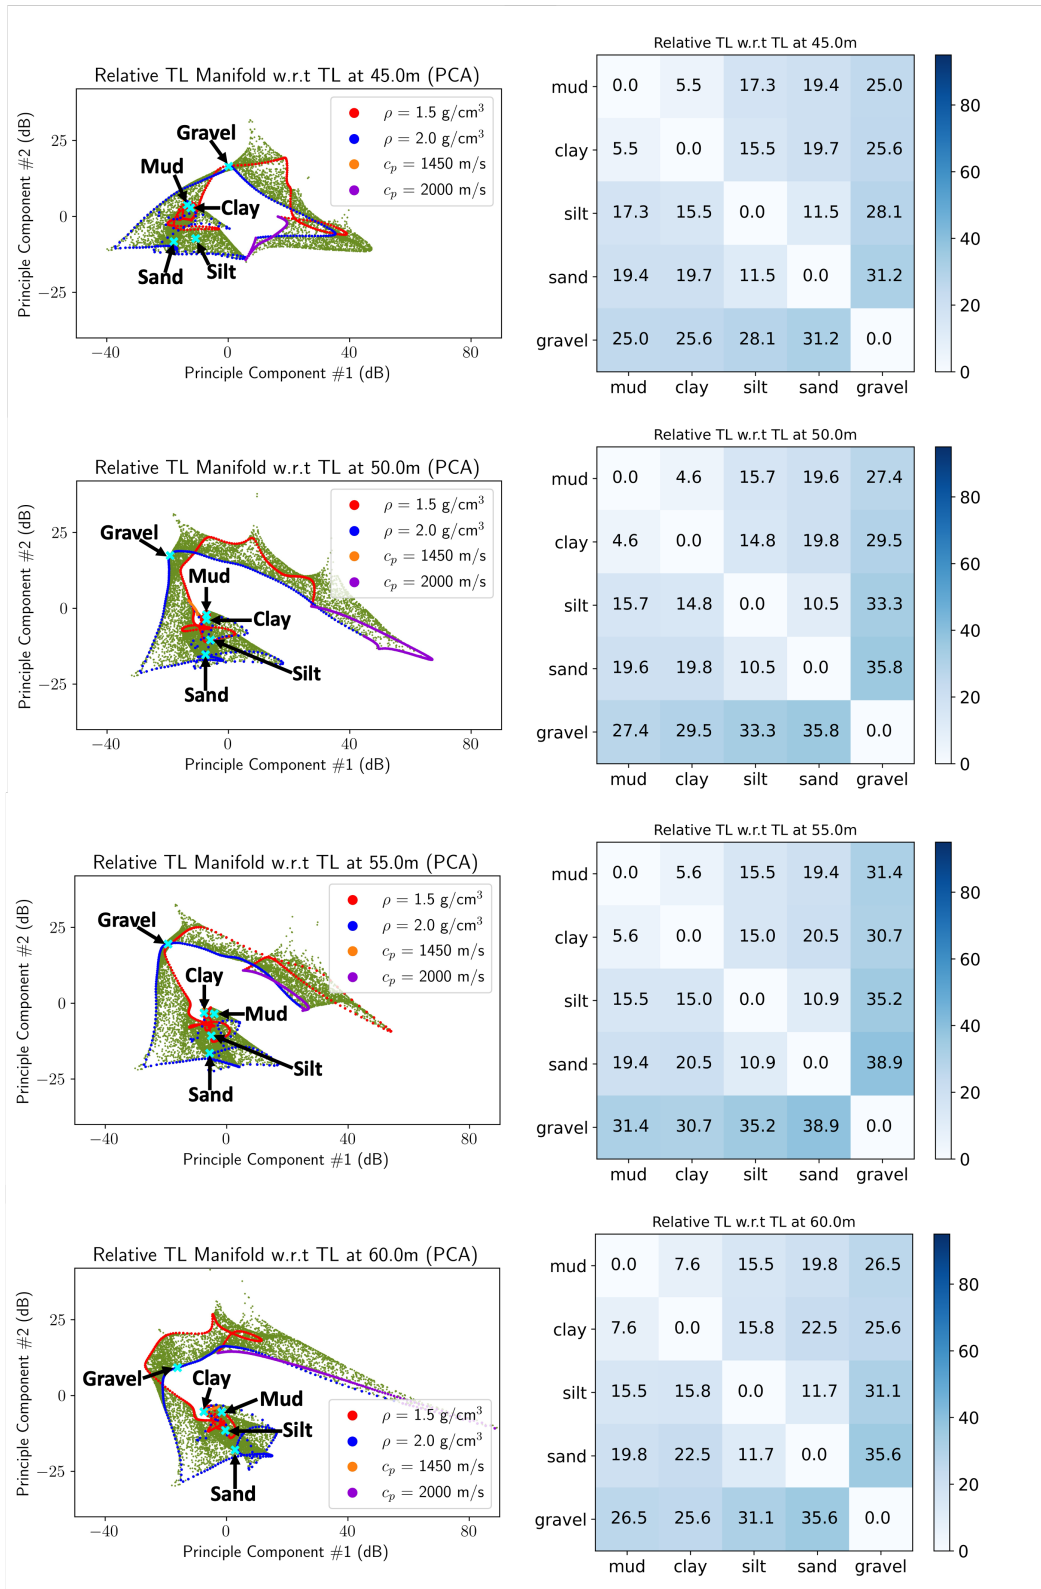 Relative TL Manifold w.r.t TL at 45.0m (PCA)
Principle Component #2 (dB)
25
0
−25
ρ = 1.5 g/cm³
ρ = 2.0 g/cm³
c_p = 1450 m/s
c_p = 2000 m/s
Gravel
Mud
Clay
Sand
Silt
−40 0 40 80
Principle Component #1 (dB)
Relative TL w.r.t TL at 45.0m
mud 0.0 5.5 17.3 19.4 25.0
clay 5.5 0.0 15.5 19.7 25.6
silt 17.3 15.5 0.0 11.5 28.1
sand 19.4 19.7 11.5 0.0 31.2
gravel 25.0 25.6 28.1 31.2 0.0
mud clay silt sand gravel
80
60
40
20
0
Relative TL Manifold w.r.t TL at 50.0m (PCA)
Principle Component #2 (dB)
25
0
−25
ρ = 1.5 g/cm³
ρ = 2.0 g/cm³
c_p = 1450 m/s
c_p = 2000 m/s
Gravel
Mud
Clay
Silt
Sand
−40 0 40 80
Principle Component #1 (dB)
Relative TL w.r.t TL at 50.0m
mud 0.0 4.6 15.7 19.6 27.4
clay 4.6 0.0 14.8 19.8 29.5
silt 15.7 14.8 0.0 10.5 33.3
sand 19.6 19.8 10.5 0.0 35.8
gravel 27.4 29.5 33.3 35.8 0.0
mud clay silt sand gravel
80
60
40
20
0
Relative TL Manifold w.r.t TL at 55.0m (PCA)
Principle Component #2 (dB)
25
0
−25
ρ = 1.5 g/cm³
ρ = 2.0 g/cm³
c_p = 1450 m/s
c_p = 2000 m/s
Gravel
Clay
Mud
Silt
Sand
−40 0 40 80
Principle Component #1 (dB)
Relative TL w.r.t TL at 55.0m
mud 0.0 5.6 15.5 19.4 31.4
clay 5.6 0.0 15.0 20.5 30.7
silt 15.5 15.0 0.0 10.9 35.2
sand 19.4 20.5 10.9 0.0 38.9
gravel 31.4 30.7 35.2 38.9 0.0
mud clay silt sand gravel
80
60
40
20
0
Relative TL Manifold w.r.t TL at 60.0m (PCA)
Principle Component #2 (dB)
25
0
−25
Gravel
Clay
Mud
Silt
Sand
ρ = 1.5 g/cm³
ρ = 2.0 g/cm³
c_p = 1450 m/s
c_p = 2000 m/s
−40 0 40 80
Principle Component #1 (dB)
Relative TL w.r.t TL at 60.0m
mud 0.0 7.6 15.5 19.8 26.5
clay 7.6 0.0 15.8 22.5 25.6
silt 15.5 15.8 0.0 11.7 31.1
sand 19.8 22.5 11.7 0.0 35.6
gravel 26.5 25.6 31.1 35.6 0.0
mud clay silt sand gravel
80
60
40
20
0